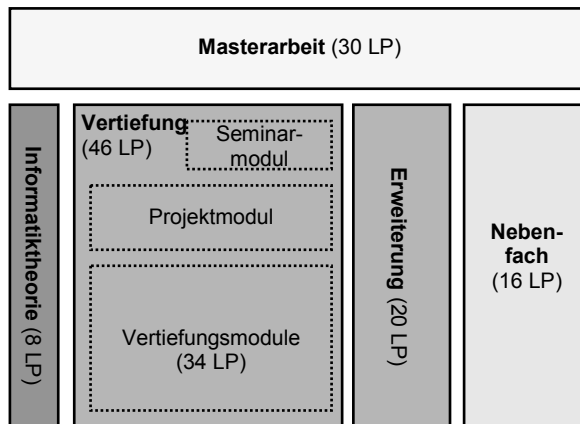 Masterarbeit (30 LP)
Informatiktheorie (8 LP)
Vertiefung
(46 LP)
Seminar-
modul
Projektmodul
Vertiefungsmodule
(34 LP)
Erweiterung (20 LP)
Neben-
fach
(16 LP)